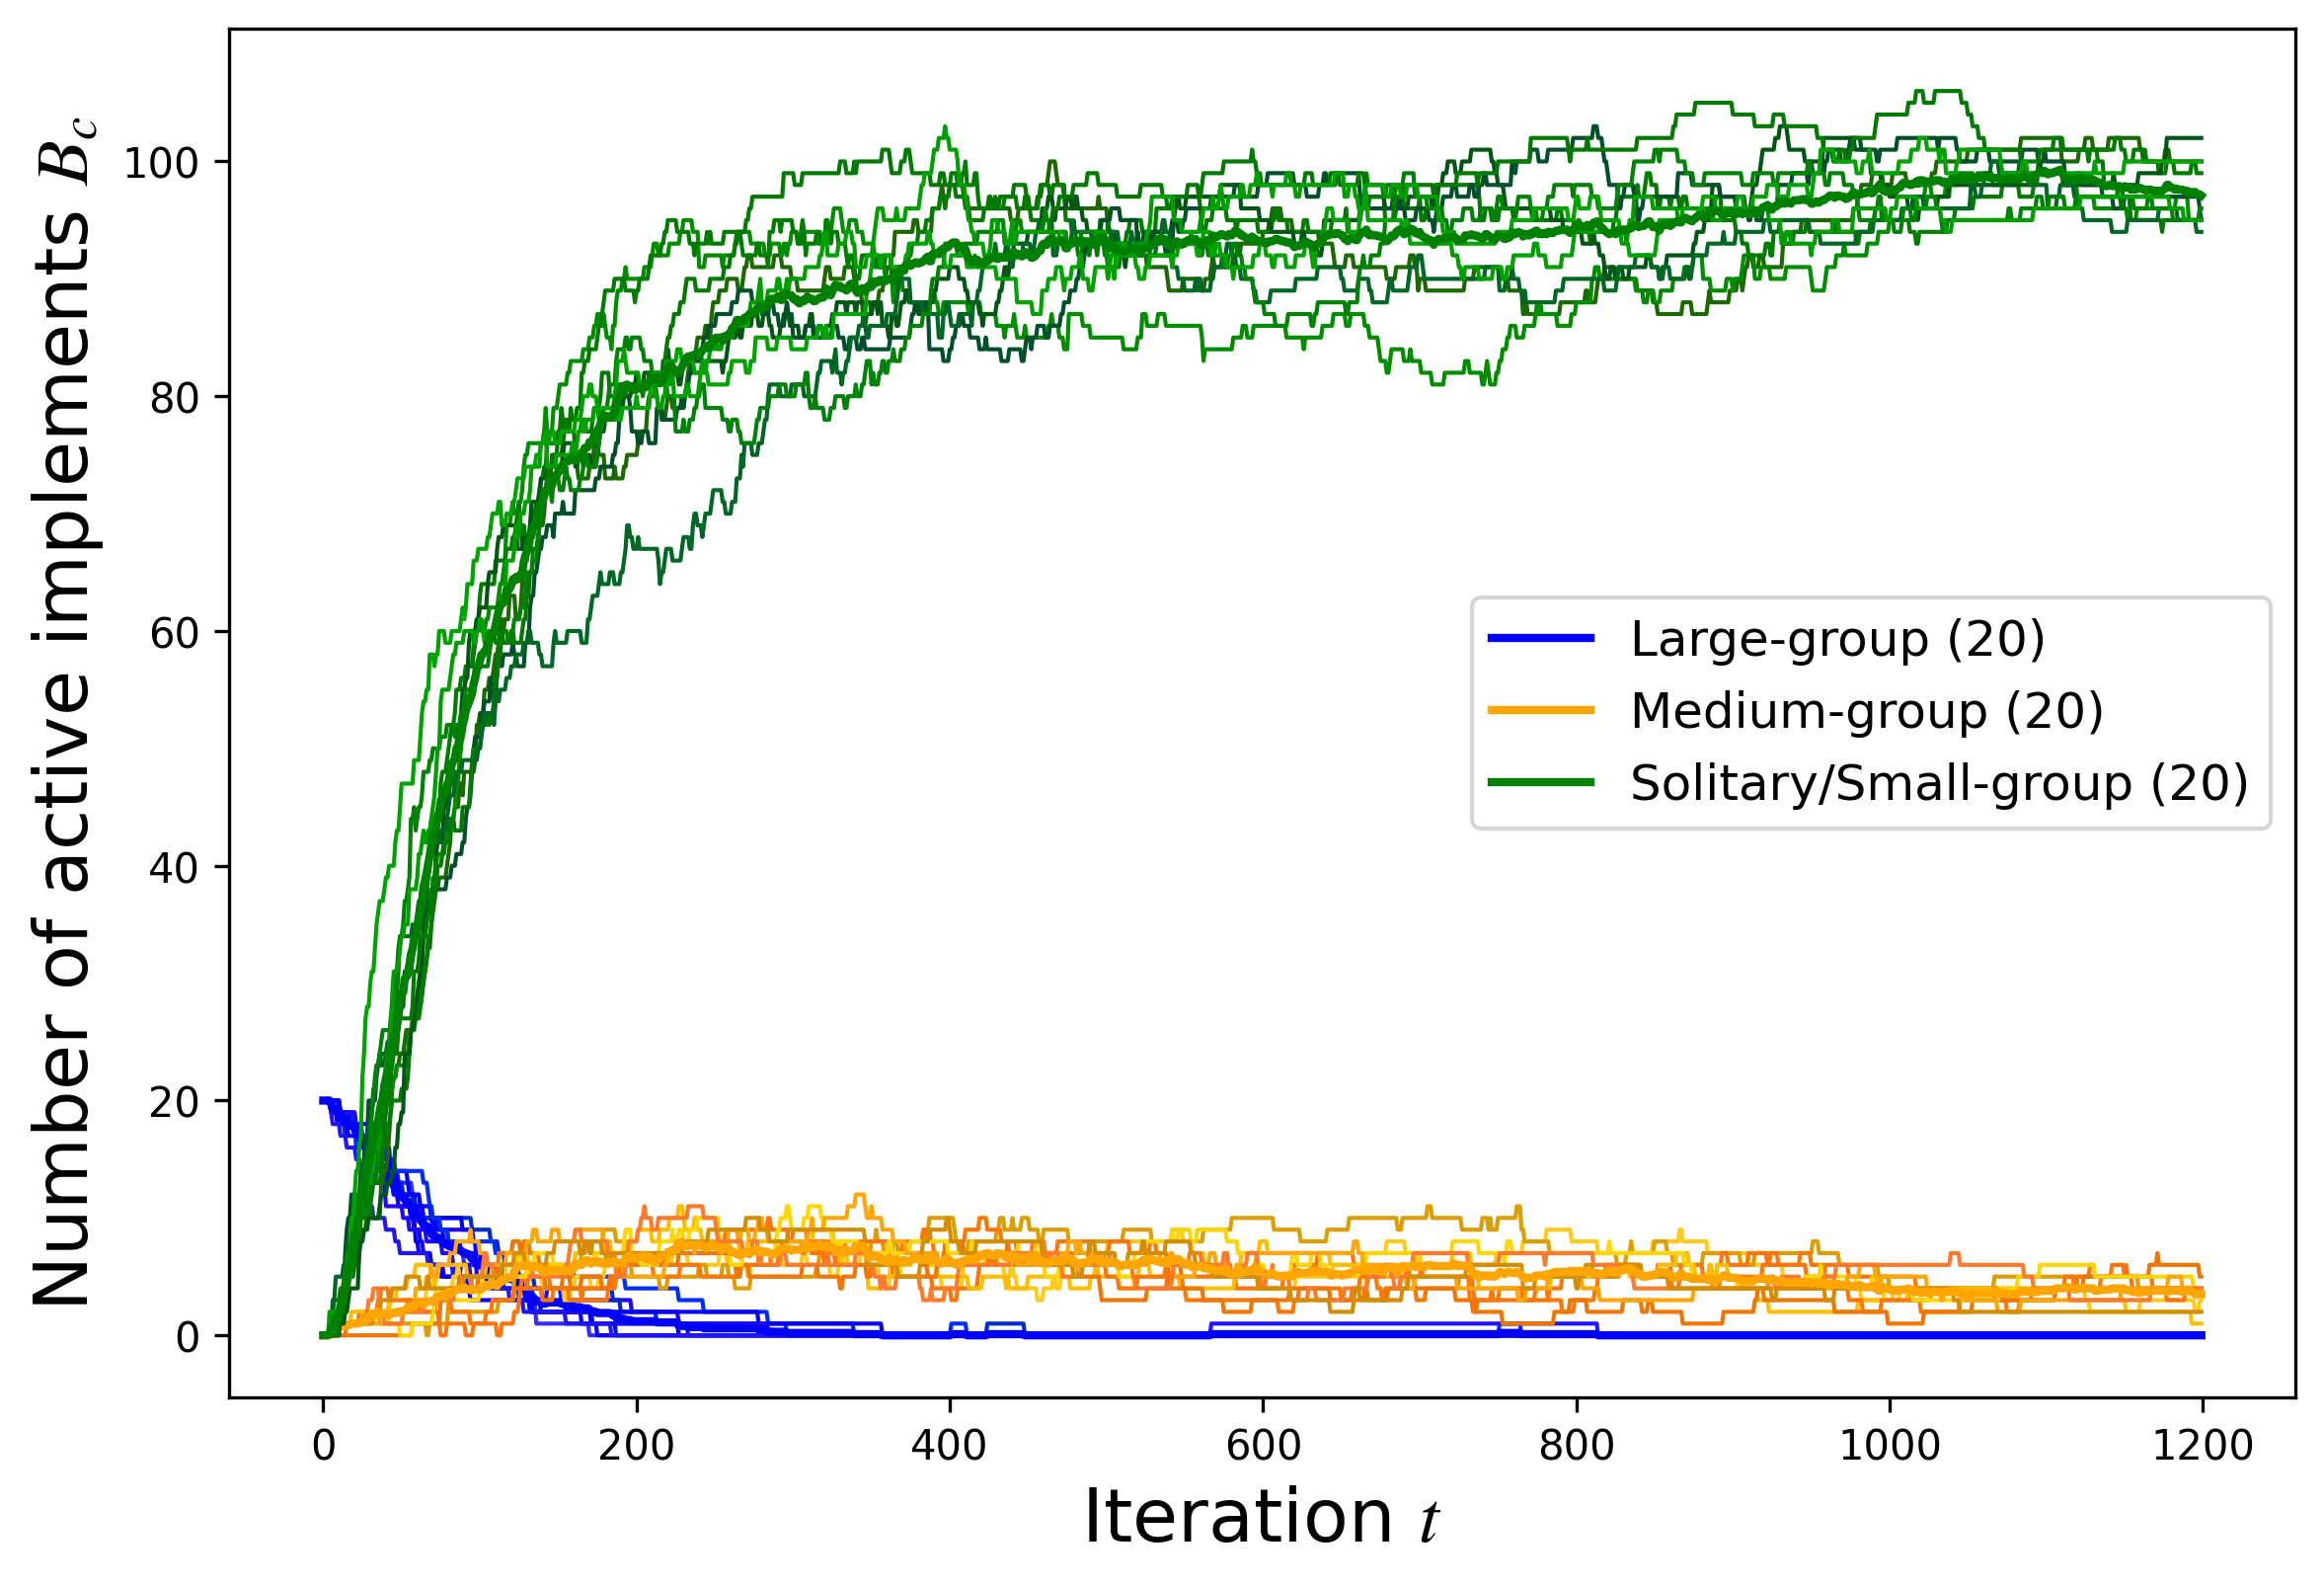 Number of active implements B_c
100
80
60
40
20
0
Large-group (20)
Medium-group (20)
Solitary/Small-group (20)
0 200 400 600 800 1000 1200
Iteration t